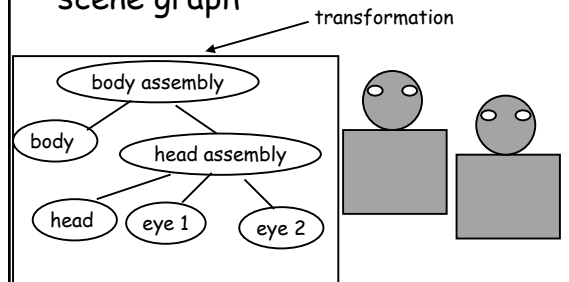 scene graph
transformation
body assembly
body
head assembly
head
eye 1
eye 2